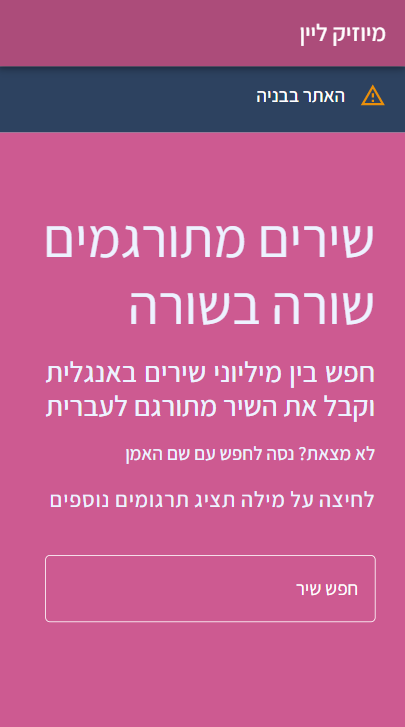 מיוזיק ליין
האתר בבניה
שירים מתורגמים
שורה בשורה
חפש בין מיליוני שירים באנגלית
וקבל את השיר מתורגם לעברית
לא מצאת? נסה לחפש עם שם האמן
לחיצה על מילה תציג תרגומים נוספים
חפש שיר